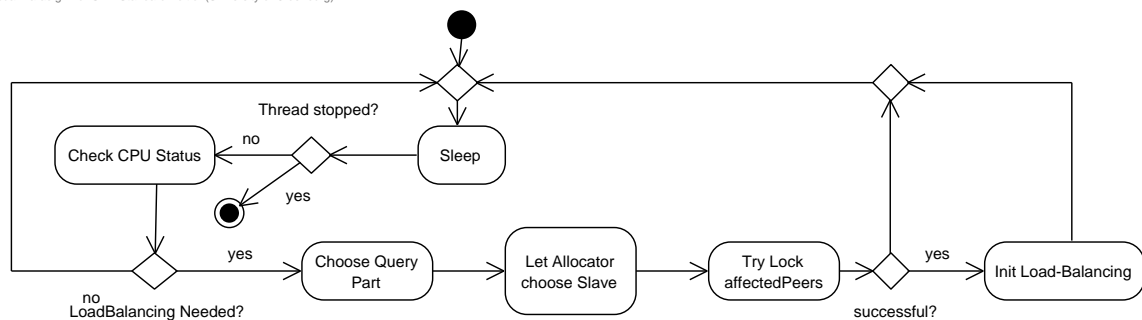 Thread stopped?
no
Check CPU Status
Sleep
yes
yes
Choose Query
Part
Let Allocator
choose Slave
Try Lock
affectedPeers
yes
Init Load-Balancing
no
LoadBalancing Needed?
successful?